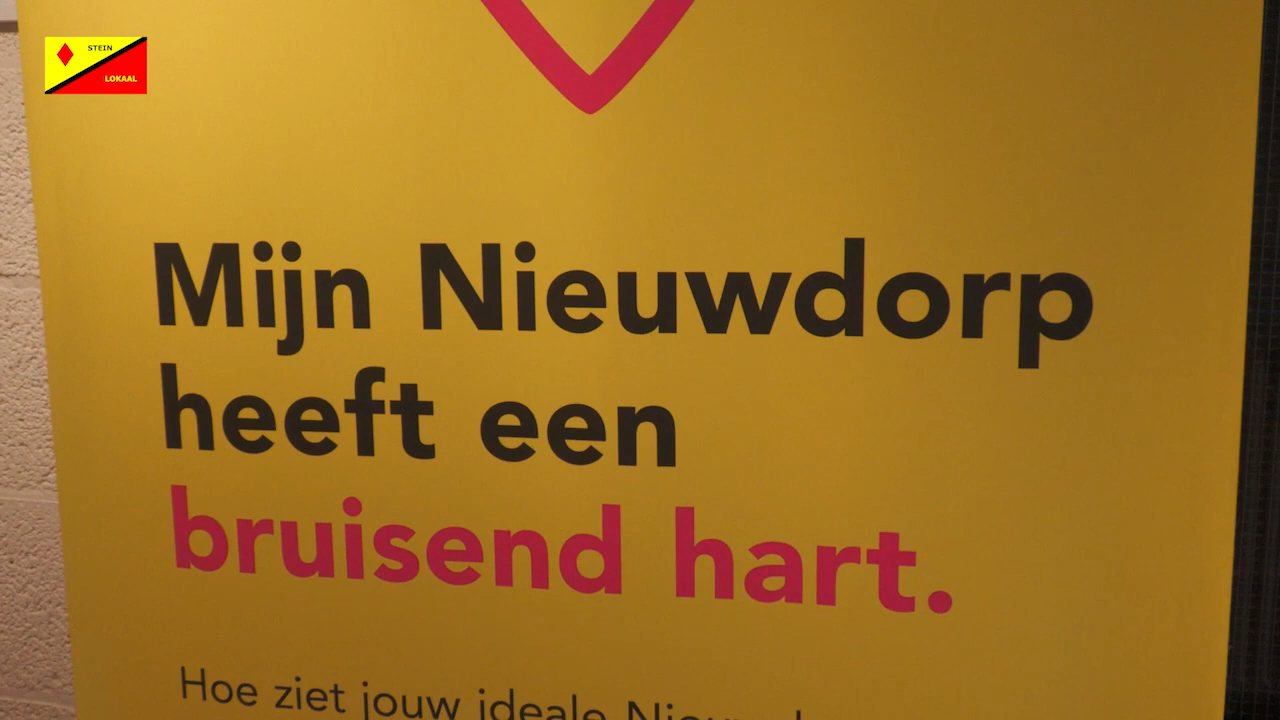 STEIN
LOKAAL
Mijn Nieuwdorp
heeft een
bruisend hart.
Hoe ziet jouw ideale